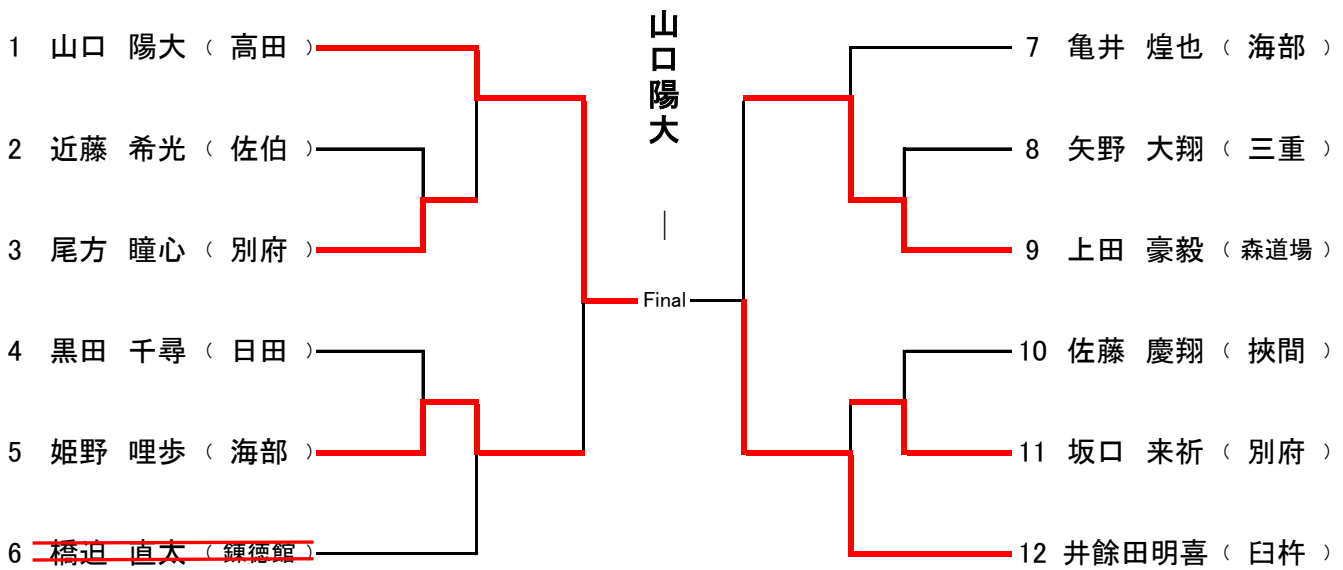 1 山口 陽大 （ 高田 ）
2 近藤 希光 （ 佐伯 ）
3 尾方 瞳心 （ 別府 ）
4 黒田 千尋 （ 日田 ）
5 姫野 哩歩 （ 海部 ）
6 橋迫 直太 （ 錬徳館 ）
山口陽大
｜
Final
7 亀井 煌也 （ 海部 ）
8 矢野 大翔 （ 三重 ）
9 上田 豪毅 （ 森道場 ）
10 佐藤 慶翔 （ 挾間 ）
11 坂口 来祈 （ 別府 ）
12 井餘田明喜 （ 臼杵 ）